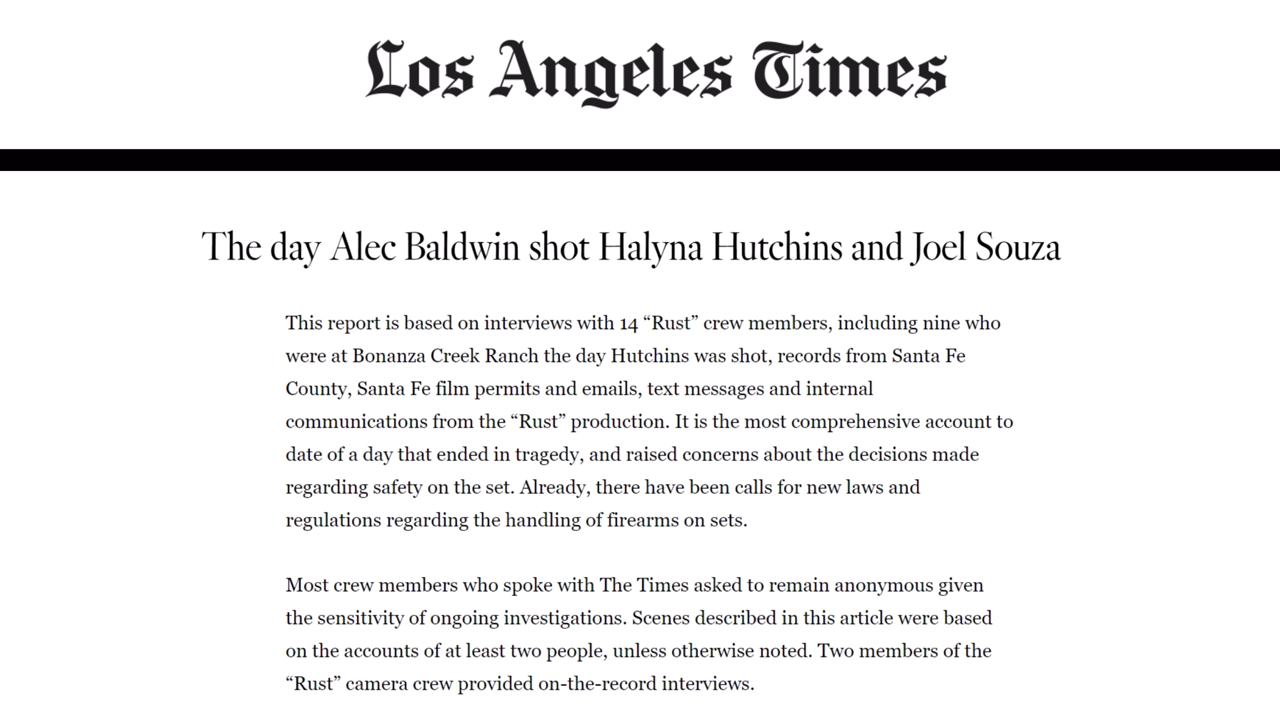 Los Angeles Times
The day Alec Baldwin shot Halyna Hutchins and Joel Souza
This report is based on interviews with 14 “Rust” crew members, including nine who
were at Bonanza Creek Ranch the day Hutchins was shot, records from Santa Fe
County, Santa Fe film permits and emails, text messages and internal
communications from the “Rust” production. It is the most comprehensive account to
date of a day that ended in tragedy, and raised concerns about the decisions made
regarding safety on the set. Already, there have been calls for new laws and
regulations regarding the handling of firearms on sets.
Most crew members who spoke with The Times asked to remain anonymous given
the sensitivity of ongoing investigations. Scenes described in this article were based
on the accounts of at least two people, unless otherwise noted. Two members of the
“Rust” camera crew provided on-the-record interviews.